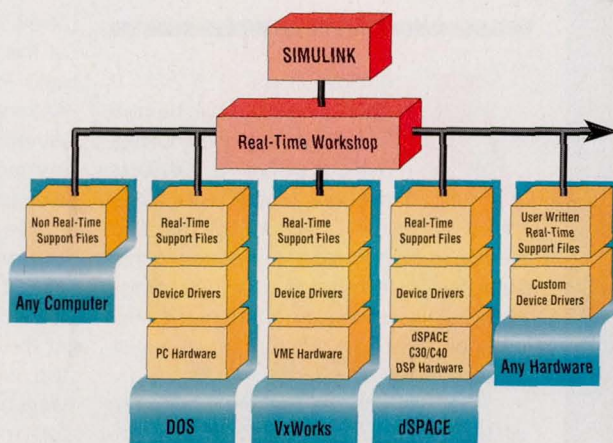 SIMULINK
Real-Time Workshop
Non Real-Time
Support Files
Any Computer
Real-Time
Support Files
Device Drivers
PC Hardware
DOS
Real-Time
Support Files
Device Drivers
VME Hardware
VxWorks
Real-Time
Support Files
Device Drivers
dSPACE
C30/C40
DSP Hardware
dSPACE
User Written
Real-Time
Support Files
Custom
Device Drivers
Any Hardware